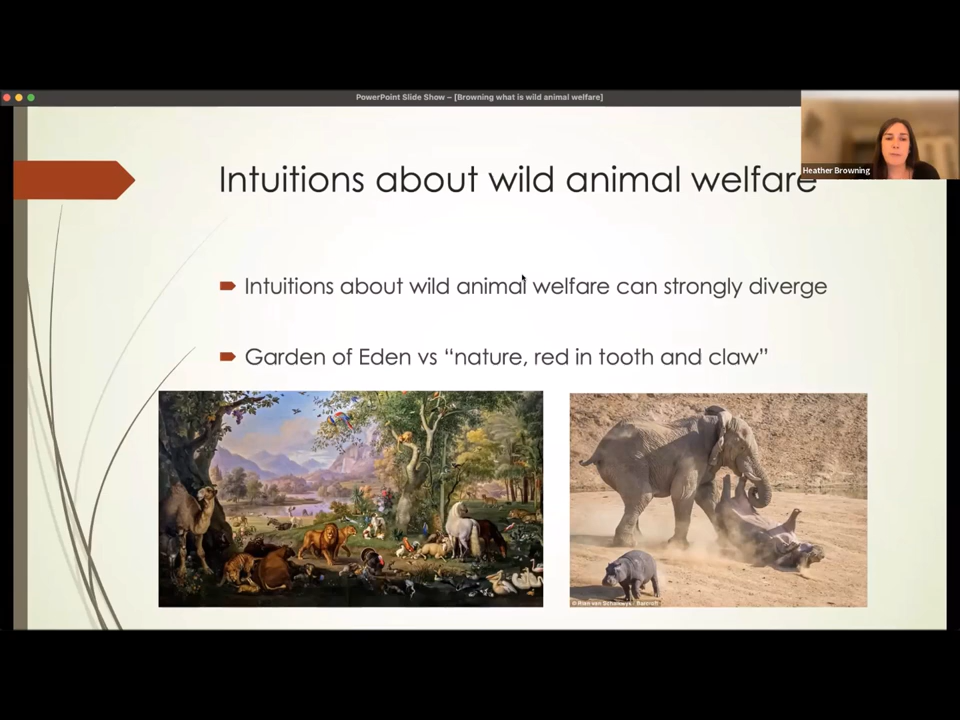 PowerPoint Slide Show – [Browning what is wild animal welfare]
Heather Browning
Intuitions about wild animal welfare
Intuitions about wild animal welfare can strongly diverge
Garden of Eden vs “nature, red in tooth and claw”